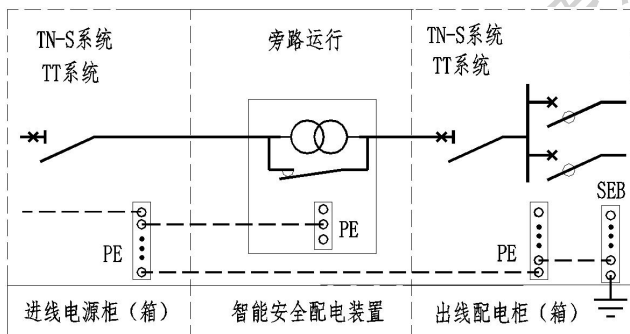 TN-S系统
TT系统
旁路运行
TN-S系统
TT系统
SEB
PE
PE
PE
进线电源柜（箱）
智能安全配电装置
出线配电柜（箱）